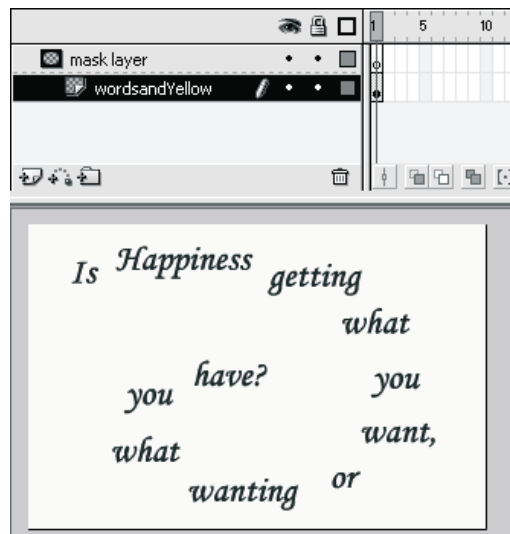 1 5 10
mask layer
wordsandYellow
Is Happiness getting
what
you
want,
or
wanting
what
you
have?